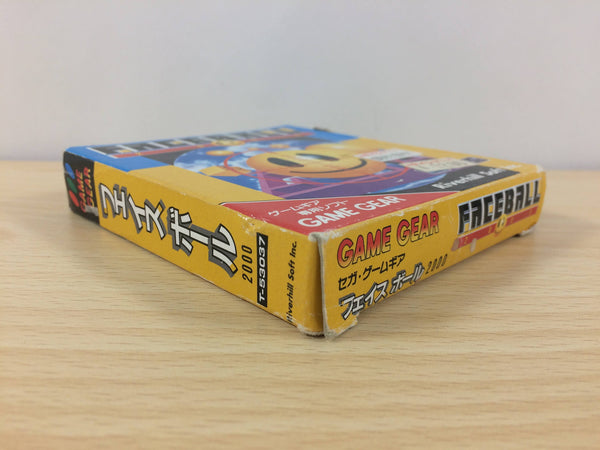 GAME GEAR
フェイス ボール
2000
T-53037
Riverhill Soft Inc.
ゲームギア
専用ソフト
GAME GEAR
Riverhill Soft
GAME GEAR
セガ・ゲームギア
フェイス ボール 2000
FACEBALL